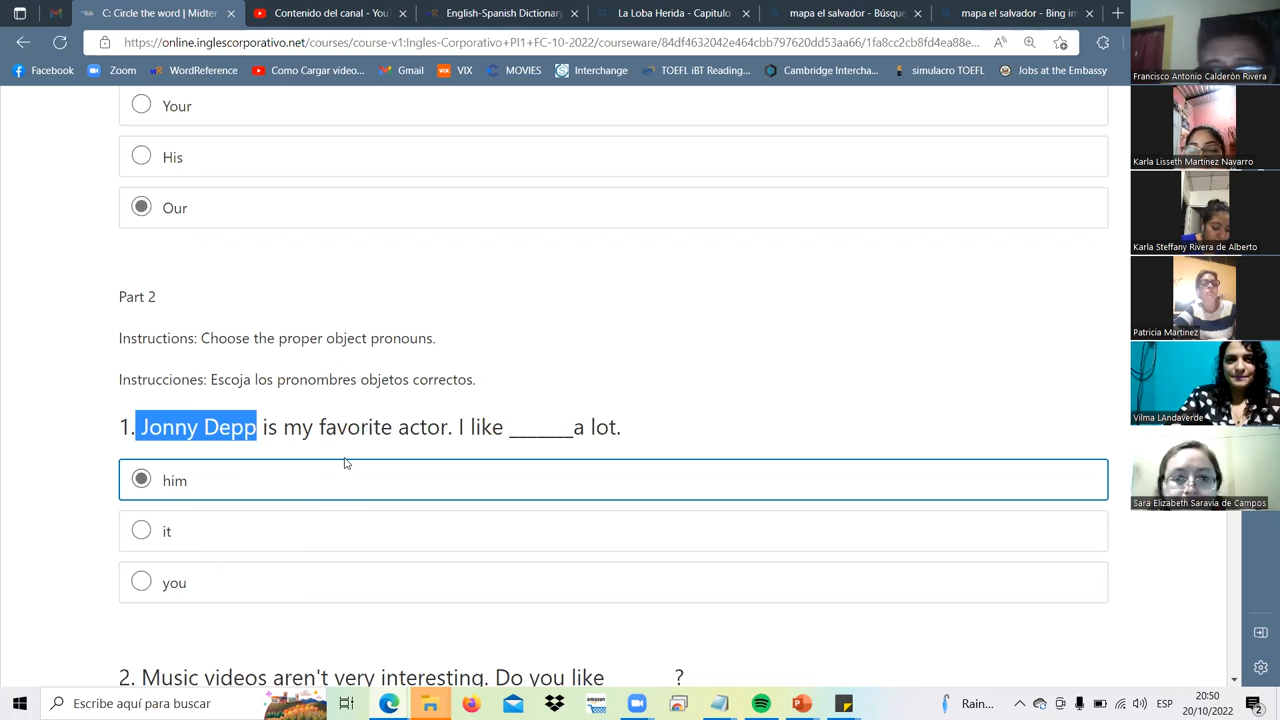 C: Circle the word | Midter
Contenido del canal - You
English-Spanish Dictionary
La Loba Herida - Capitulo
mapa el salvador - Búsque
mapa el salvador - Bing im
https://online.inglescorporativo.net/courses/course-v1:Ingles-Corporativo+PI1+FC-10-2022/courseware/84df4632042e464cbb797620dd53aa66/1fa8cc2cb8fd4ea88e...
Facebook
Zoom
WordReference
Como Cargar video...
Gmail
VIX
MOVIES
Interchange
TOEFL iBT Reading...
Cambridge Intercha...
simulacro TOEFL
Jobs at the Embassy
Your
His
Our
Part 2
Instructions: Choose the proper object pronouns.
Instrucciones: Escoja los pronombres objetos correctos.
1. Jonny Depp is my favorite actor. I like _______a lot.
him
it
you
2. Music videos aren't very interesting. Do you like _______?
Francisco Antonio Calderón Rivera
Karla Lisseth Martínez Navarro
Karla Steffany Rivera de Alberto
Patricia Martinez
Vilma LAndaverde
Sara Elizabeth Saravia de Campos
Escribe aquí para buscar
Rain...
ESP
20:50
20/10/2022
2